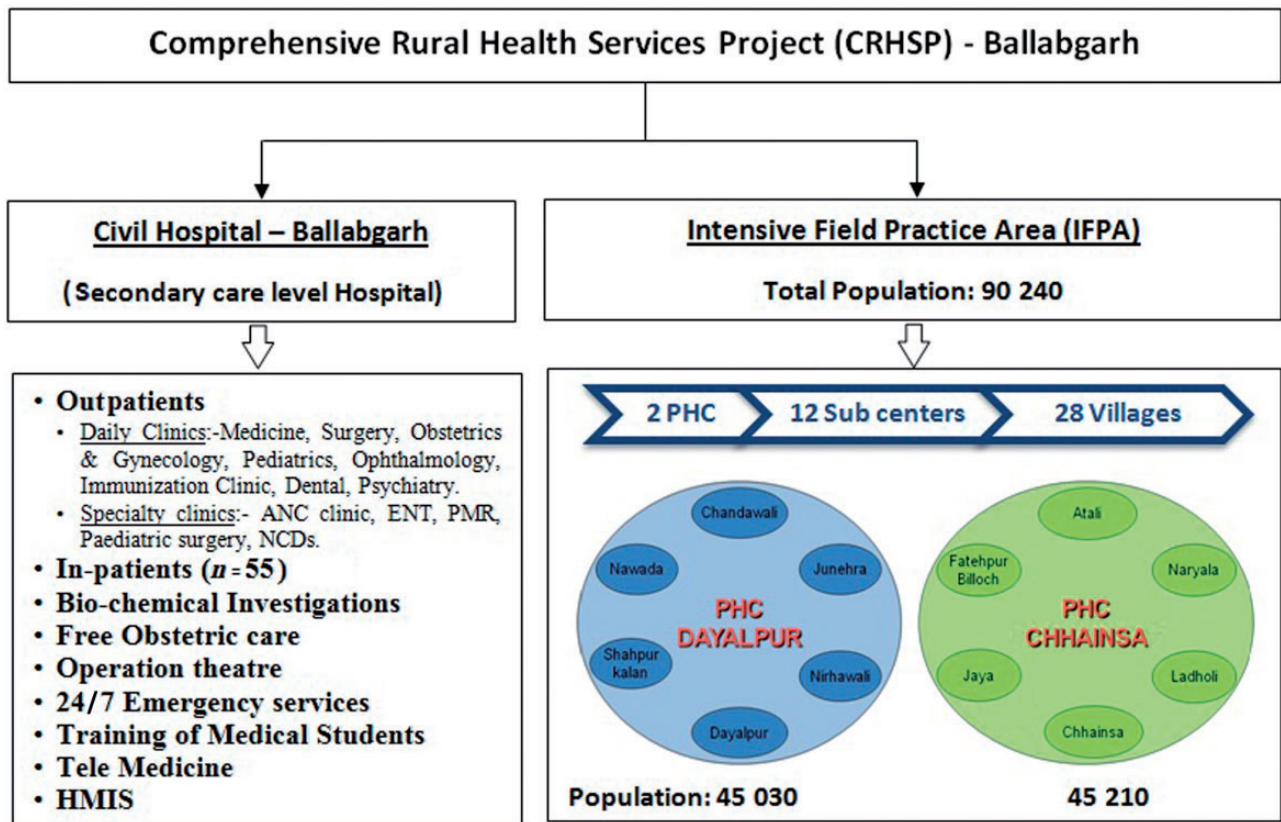 Comprehensive Rural Health Services Project (CRHSP) - Ballabgarh
Civil Hospital – Ballabgarh
(Secondary care level Hospital)
Intensive Field Practice Area (IFPA)
Total Population: 90 240
• Outpatients
• Daily Clinics:-Medicine, Surgery, Obstetrics
& Gynecology, Pediatrics, Ophthalmology,
Immunization Clinic, Dental, Psychiatry.
• Specialty clinics:- ANC clinic, ENT, PMR,
Paediatric surgery, NCDs.
• In-patients (n = 55)
• Bio-chemical Investigations
• Free Obstetric care
• Operation theatre
• 24/7 Emergency services
• Training of Medical Students
• Tele Medicine
• HMIS
2 PHC
12 Sub centers
28 Villages
Chandawali
Nawada
Junehra
PHC
DAYALPUR
Shahpur
kalan
Nirhawali
Dayalpur
Atali
Fatehpur
Billoch
Naryala
PHC
CHHAINSA
Jaya
Ladholi
Chhainsa
Population: 45 030
45 210